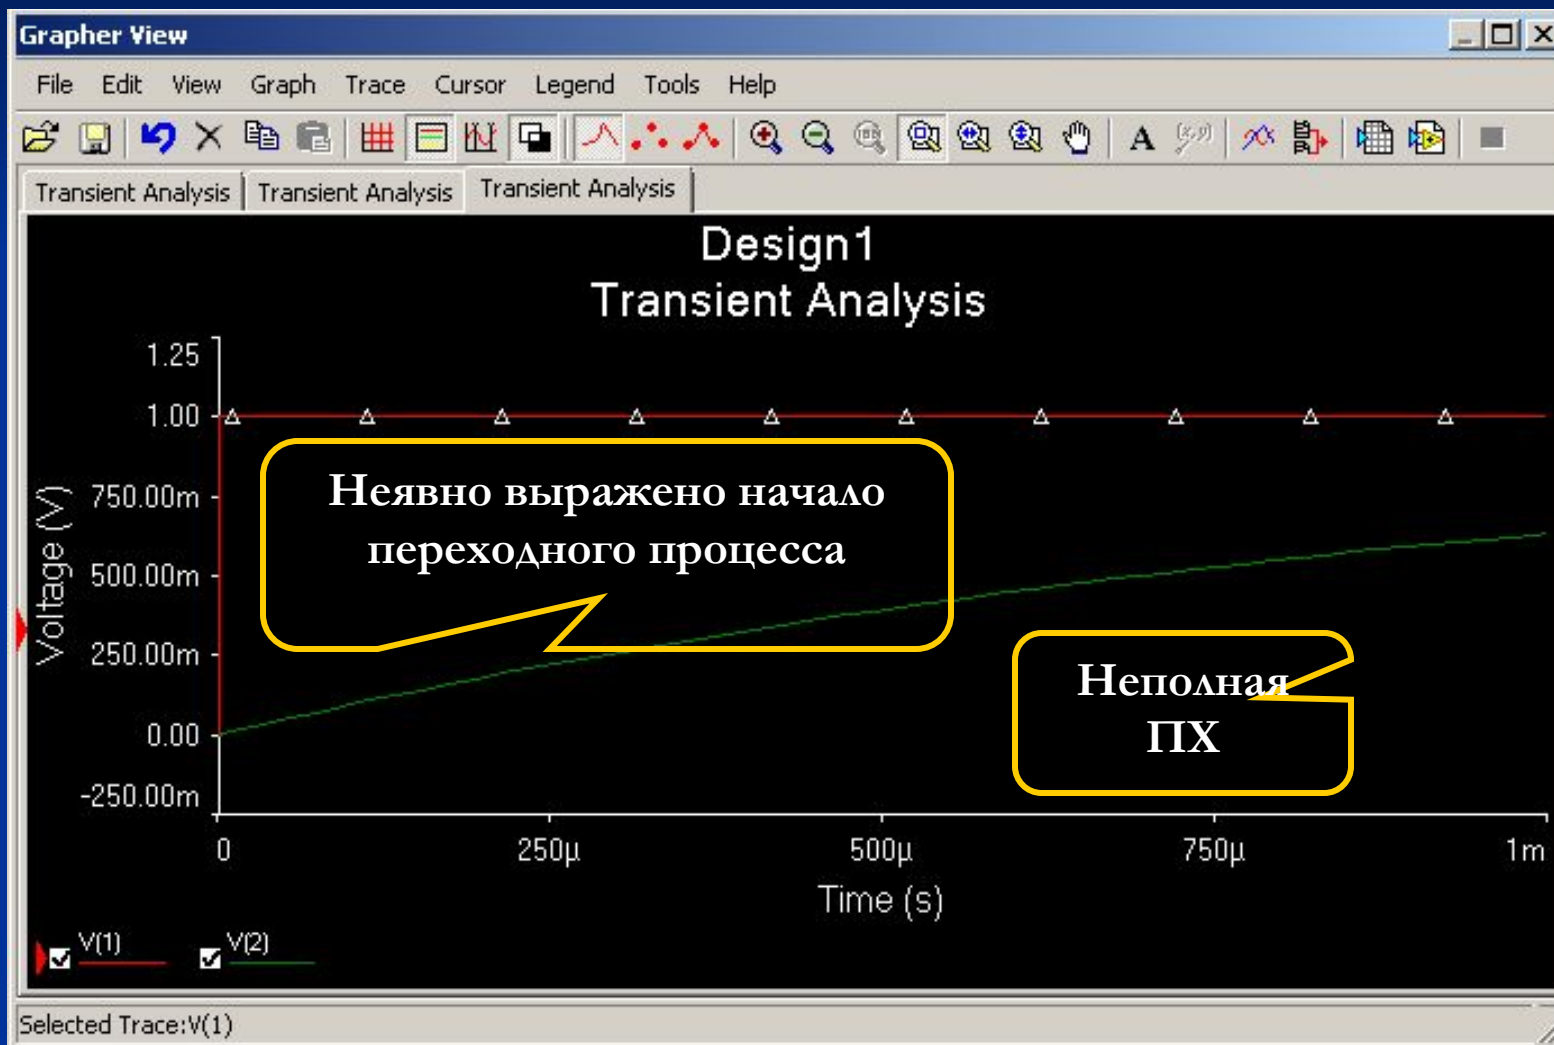 Grapher View
File Edit View Graph Trace Cursor Legend Tools Help
Transient Analysis Transient Analysis Transient Analysis
Design1
Transient Analysis
1.25
1.00
750.00m
500.00m
250.00m
0.00
-250.00m
Voltage (V)
Неявно выражено начало
переходного процесса
Неполная
ПХ
0 250µ 500µ 750µ 1m
Time (s)
V(1) V(2)
Selected Trace:V(1)